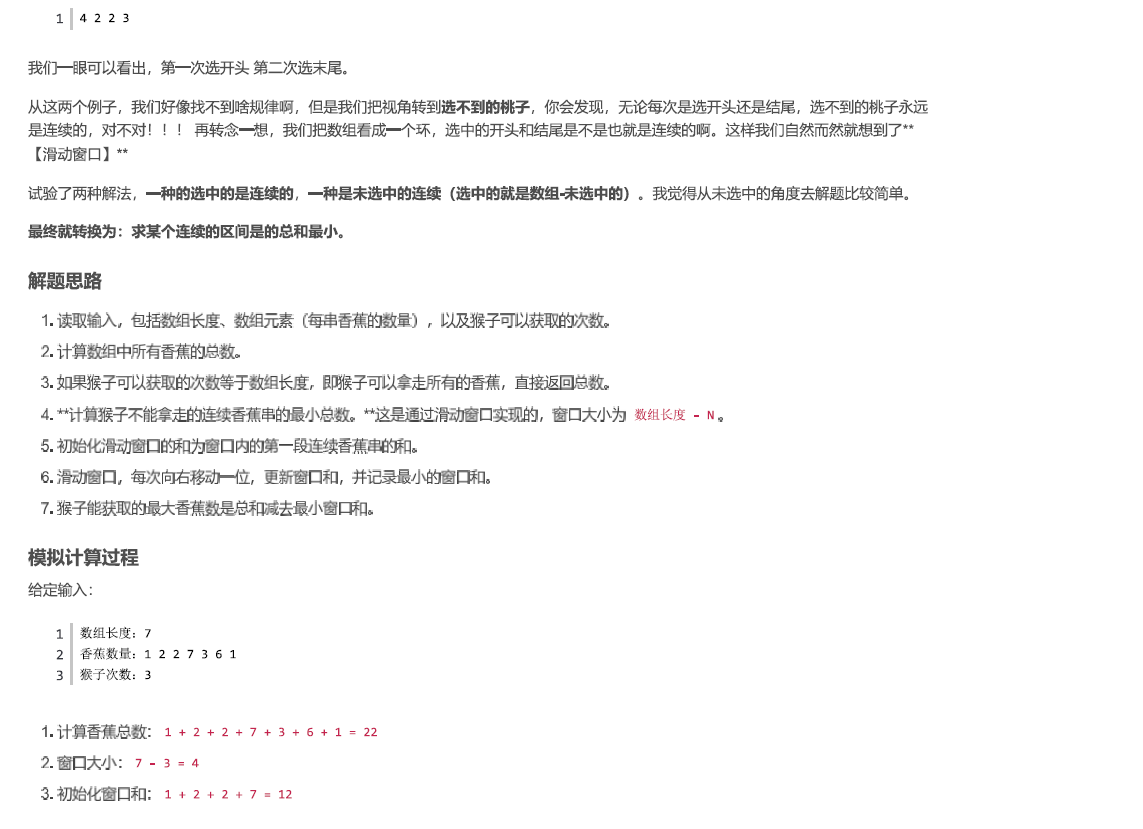 1 4 2 2 3
我们一眼可以看出，第一次选开头 第二次选末尾。
从这两个例子，我们好像找不到啥规律啊，但是我们把视角转到选不到的桃子，你会发现，无论每次是选开头还是结尾，选不到的桃子永远
是连续的，对不对！！！ 再转念一想，我们把数组看成一个环，选中的开头和结尾是不是也就是连续的啊。这样我们自然而然就想到了**
【滑动窗口】**
试验了两种解法，一种的选中的是连续的，一种是未选中的连续（选中的就是数组-未选中的）。我觉得从未选中的角度去解题比较简单。
最终就转换为：求某个连续的区间是的总和最小。
解题思路
1. 读取输入，包括数组长度、数组元素（每串香蕉的数量），以及猴子可以获取的次数。
2. 计算数组中所有香蕉的总数。
3. 如果猴子可以获取的次数等于数组长度，即猴子可以拿走所有的香蕉，直接返回总数。
4. **计算猴子不能拿走的连续香蕉串的最小总数。**这是通过滑动窗口实现的，窗口大小为 数组长度 - N 。
5. 初始化滑动窗口的和为窗口内的第一段连续香蕉串的和。
6. 滑动窗口，每次向右移动一位，更新窗口和，并记录最小的窗口和。
7. 猴子能获取的最大香蕉数是总和减去最小窗口和。
模拟计算过程
给定输入：
1 数组长度：7
2 香蕉数量：1 2 2 7 3 6 1
3 猴子次数：3
1. 计算香蕉总数： 1 + 2 + 2 + 7 + 3 + 6 + 1 = 22
2. 窗口大小： 7 - 3 = 4
3. 初始化窗口和： 1 + 2 + 2 + 7 = 12